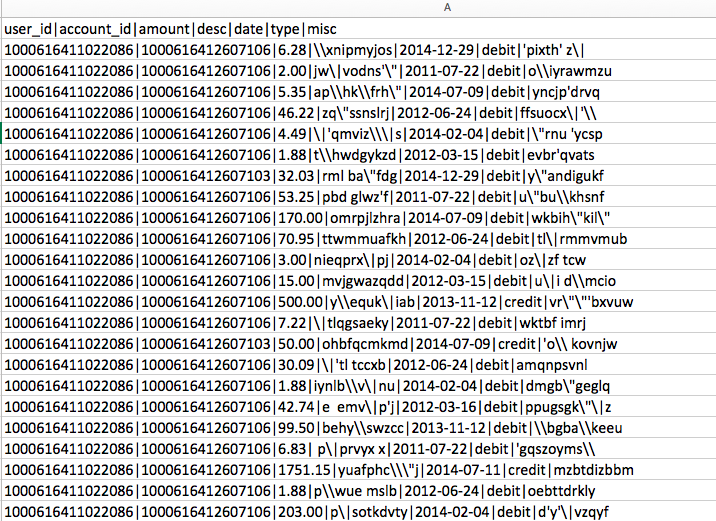 A
user_id|account_id|amount|desc|date|type|misc
1000616411022086|1000616412607106|6.28|\\xnipmyjos|2014-12-29|debit|'pixth' z\|
1000616411022086|1000616412607106|2.00|jw\|vodns'\"|2011-07-22|debit|o\\iyrawmzu
1000616411022086|1000616412607106|5.35|ap\\hk\\frh\"|2014-07-09|debit|yncjp'drvq
1000616411022086|1000616412607106|46.22|zq\"ssnslrj|2012-06-24|debit|ffsuocx\|'\\
1000616411022086|1000616412607106|4.49|\|'qmviz\\\|s|2014-02-04|debit|\"rnu 'ycsp
1000616411022086|1000616412607106|1.88|t\\hwdgykzd|2012-03-15|debit|evbr'qvats
1000616411022086|1000616412607103|32.03|rml ba\"fdg|2014-12-29|debit|y\"andigukf
1000616411022086|1000616412607106|53.25|pbd glwz'f|2011-07-22|debit|u\"bu\\khsnf
1000616411022086|1000616412607106|170.00|omrpjlzhra|2014-07-09|debit|wkbih\"kil\"
1000616411022086|1000616412607106|70.95|ttwmmuafkh|2012-06-24|debit|tl\|rmmvmub
1000616411022086|1000616412607106|3.00|nieqprx\|pj|2014-02-04|debit|oz\|zf tcw
1000616411022086|1000616412607106|15.00|mvjgwazqdd|2012-03-15|debit|u\|i d\\mcio
1000616411022086|1000616412607106|500.00|y\\equk\|iab|2013-11-12|credit|vr\"\"'bxvuw
1000616411022086|1000616412607106|7.22|\|tlqgsaeky|2011-07-22|debit|wktbf imrj
1000616411022086|1000616412607103|50.00|ohbfqcmkmd|2014-07-09|credit|'o\\ kovnjw
1000616411022086|1000616412607106|30.09|\|'tl tccxb|2012-06-24|debit|amqnpsvnl
1000616411022086|1000616412607106|1.88|iynlb\\v\|nu|2014-02-04|debit|dmgb\"geglq
1000616411022086|1000616412607106|42.74|e  emv\|p'j|2012-03-16|debit|ppugsgk\"\|z
1000616411022086|1000616412607106|99.50|behy\\swzcc|2013-11-12|debit|\\bgba\\keeu
1000616411022086|1000616412607106|6.83| p\|prvyx x|2011-07-22|debit|'gqszoyms\\
1000616411022086|1000616412607106|1751.15|yuafphc\\\"j|2014-07-11|credit|mzbtdizbbm
1000616411022086|1000616412607106|1.88|p\\wue mslb|2012-06-24|debit|oebttdrkly
1000616411022086|1000616412607106|203.00|p\|sotkdvty|2014-02-04|debit|d'y'\|vzqyf